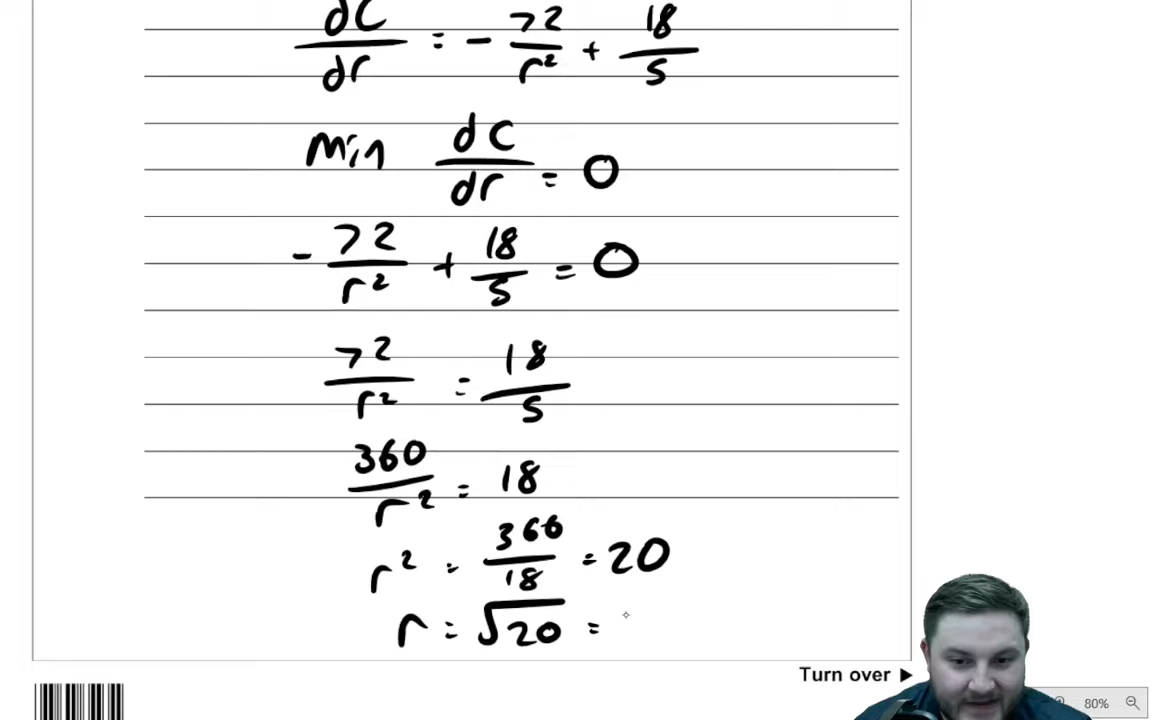 dC/dr = - 72/r² + 18/5
Min dC/dr = 0
- 72/r² + 18/5 = 0
72/r² = 18/5
360/r² = 18
r² = 360/18 = 20
r = √20 =
Turn over ▶
80%